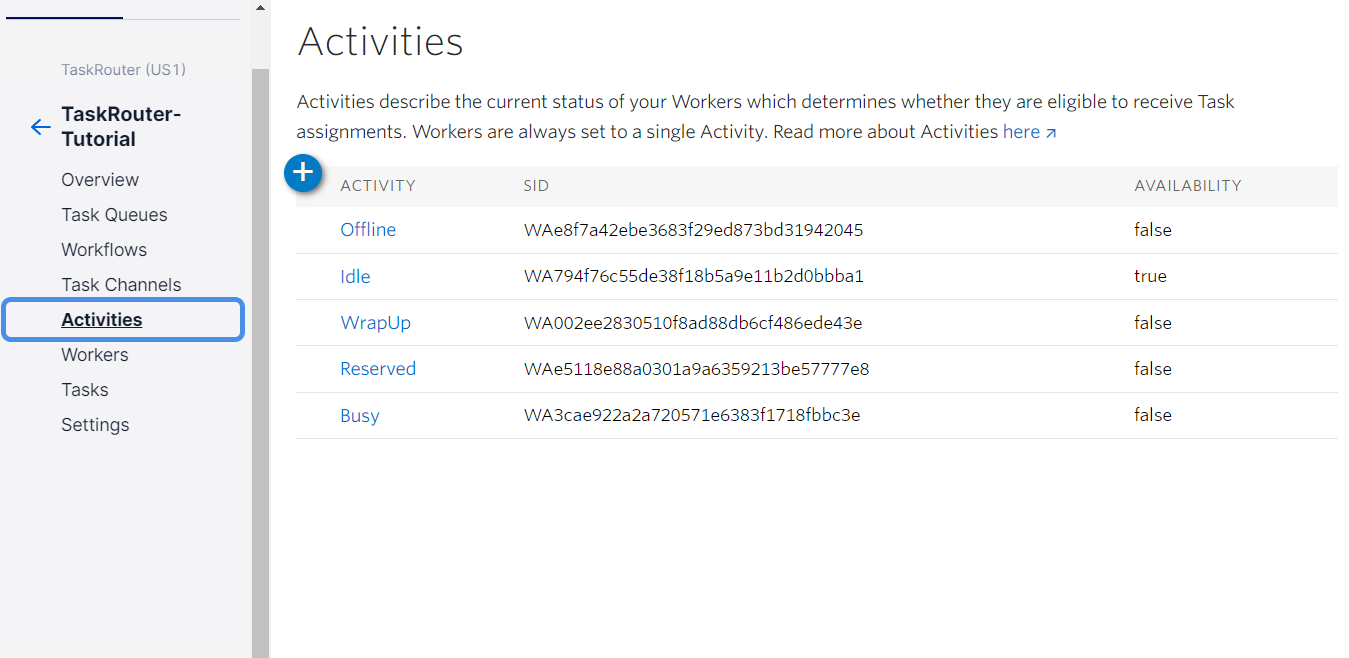 TaskRouter (US1)
TaskRouter-
Tutorial
Overview
Task Queues
Workflows
Task Channels
Activities
Workers
Tasks
Settings
Activities
Activities describe the current status of your Workers which determines whether they are eligible to receive Task
assignments. Workers are always set to a single Activity. Read more about Activities here
ACTIVITY SID AVAILABILITY
Offline WAe8f7a42ebe3683f29ed873bd31942045 false
Idle WA794f76c55de38f18b5a9e11b2d0bbba1 true
WrapUp WA002ee2830510f8ad88db6cf486ede43e false
Reserved WAe5118e88a0301a9a6359213be57777e8 false
Busy WA3cae922a2a720571e6383f1718fbbc3e false